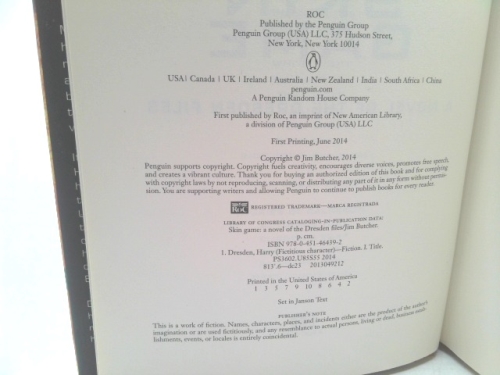 ROC
Published by the Penguin Group
Penguin Group (USA) LLC, 375 Hudson Street,
New York, New York 10014
USA | Canada | UK | Ireland | Australia | New Zealand | India | South Africa | China
penguin.com
A Penguin Random House Company
First published by Roc, an imprint of New American Library,
a division of Penguin Group (USA) LLC
First Printing, June 2014
Copyright © Jim Butcher, 2014
Penguin supports copyright. Copyright fuels creativity, encourages diverse voices, promotes free speech,
and creates a vibrant culture. Thank you for buying an authorized edition of this book and for complying
with copyright laws by not reproducing, scanning, or distributing any part of it in any form without permis-
sion. You are supporting writers and allowing Penguin to continue to publish books for every reader.
ROC REGISTERED TRADEMARK—MARCA REGISTRADA
LIBRARY OF CONGRESS CATALOGING-IN-PUBLICATION DATA:
Skin game: a novel of the Dresden files/Jim Butcher.
p. cm.
ISBN 978-0-451-46439-2
1. Dresden, Harry (Fictitious character)—Fiction. I. Title.
PS3602.U85S53 2014
813'.6—dc23 2013049212
Printed in the United States of America
1 3 5 7 9 10 8 6 4 2
Set in Janson Text
PUBLISHER'S NOTE
This is a work of fiction. Names, characters, places, and incidents either are the product of the author's
imagination or are used fictitiously, and any resemblance to actual persons, living or dead, business estab-
lishments, events, or locales is entirely coincidental.